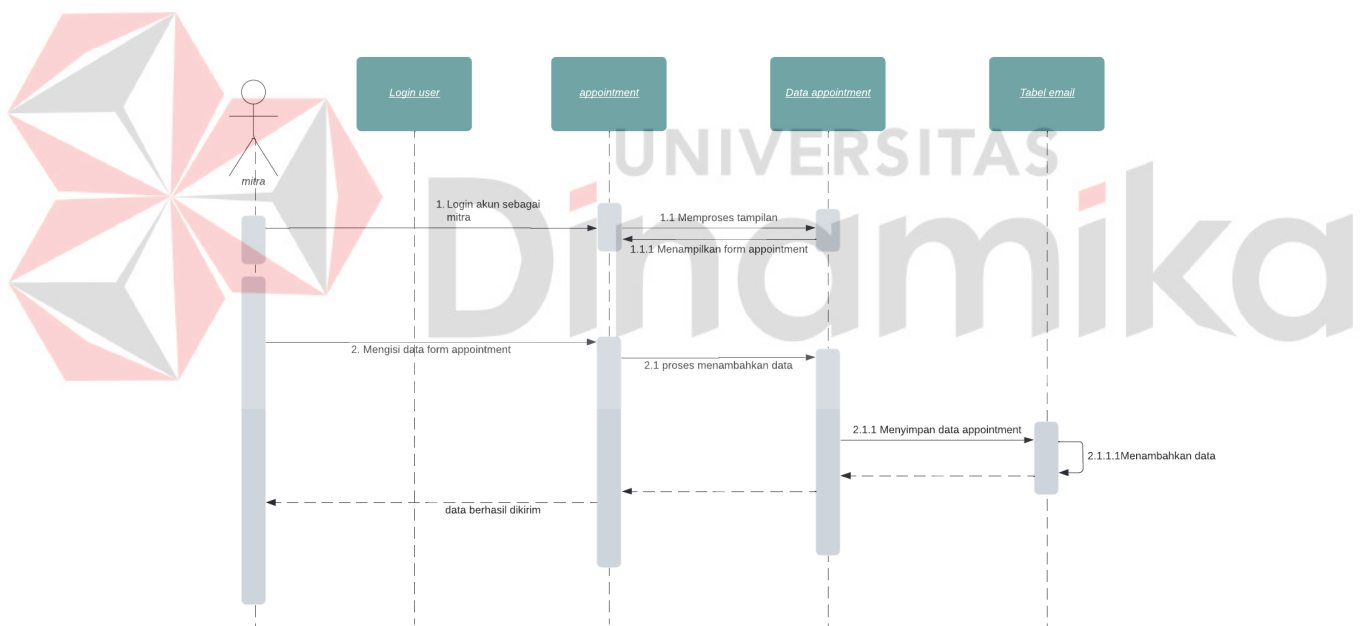 Login user
appointment
Data appointment
Tabel email
UNIVERSITAS
Dinamika
mitra
1. Login akun sebagai
mitra
1.1 Memproses tampilan
1.1.1 Menampilkan form appointment
2. Mengisi data form appointment
2.1 proses menambahkan data
2.1.1 Menyimpan data appointment
2.1.1.1Menambahkan data
data berhasil dikirim